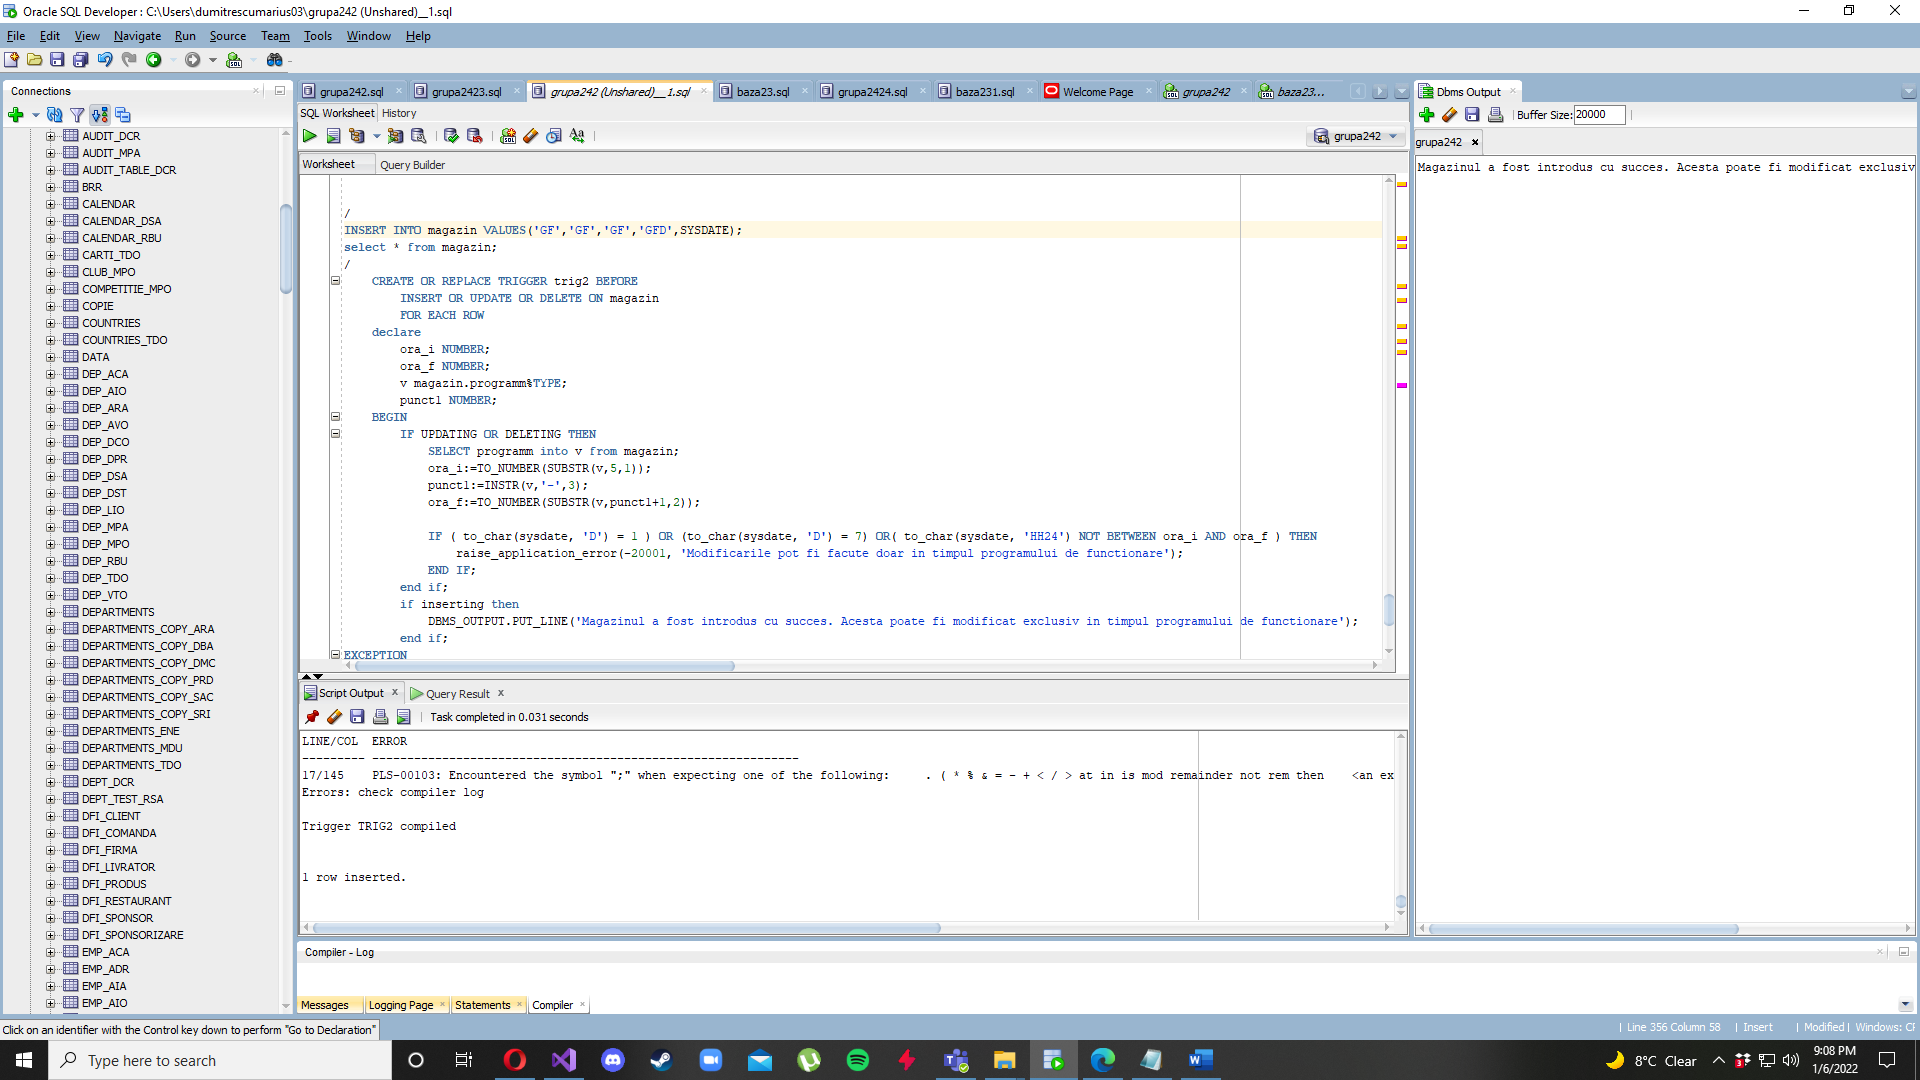 Oracle SQL Developer : C:\Users\dumitrescumarius03\grupa242 (Unshared)__1.sql
File Edit View Navigate Run Source Team Tools Window Help
Connections
AUDIT_DCR
AUDIT_MPA
AUDIT_TABLE_DCR
BRR
CALENDAR
CALENDAR_DSA
CALENDAR_RBU
CARTI_TDO
CLUB_MPO
COMPETITIE_MPO
COPIE
COUNTRIES
COUNTRIES_TDO
DATA
DEP_ACA
DEP_AIO
DEP_ARA
DEP_AVO
DEP_DCO
DEP_DPR
DEP_DSA
DEP_DST
DEP_LIO
DEP_MPA
DEP_MPO
DEP_RBU
DEP_TDO
DEP_VTO
DEPARTMENTS
DEPARTMENTS_COPY_ARA
DEPARTMENTS_COPY_DBA
DEPARTMENTS_COPY_DMC
DEPARTMENTS_COPY_PRD
DEPARTMENTS_COPY_SAC
DEPARTMENTS_COPY_SRI
DEPARTMENTS_ENE
DEPARTMENTS_MDU
DEPARTMENTS_TDO
DEPT_DCR
DEPT_TEST_RSA
DFI_CLIENT
DFI_COMANDA
DFI_FIRMA
DFI_LIVRATOR
DFI_PRODUS
DFI_RESTAURANT
DFI_SPONSOR
DFI_SPONSORIZARE
EMP_ACA
EMP_ADR
EMP_AIA
EMP_AIO
grupa242.sql grupa2423.sql grupa242 (Unshared)__1.sql baza23.sql grupa2424.sql baza231.sql Welcome Page grupa242 baza23...
SQL Worksheet History
grupa242
Worksheet Query Builder
/
INSERT INTO magazin VALUES('GF','GF','GF','GFD',SYSDATE);
select * from magazin;
/
CREATE OR REPLACE TRIGGER trig2 BEFORE
INSERT OR UPDATE OR DELETE ON magazin
FOR EACH ROW
declare
ora_i NUMBER;
ora_f NUMBER;
v magazin.programm%TYPE;
punct1 NUMBER;
BEGIN
IF UPDATING OR DELETING THEN
SELECT programm into v from magazin;
ora_i:=TO_NUMBER(SUBSTR(v,5,1));
punct1:=INSTR(v,'-',3);
ora_f:=TO_NUMBER(SUBSTR(v,punct1+1,2));
IF ( to_char(sysdate, 'D') = 1 ) OR (to_char(sysdate, 'D') = 7) OR( to_char(sysdate, 'HH24') NOT BETWEEN ora_i AND ora_f ) THEN
raise_application_error(-20001, 'Modificarile pot fi facute doar in timpul programului de functionare');
END IF;
end if;
if inserting then
DBMS_OUTPUT.PUT_LINE('Magazinul a fost introdus cu succes. Acesta poate fi modificat exclusiv in timpul programului de functionare');
end if;
EXCEPTION
Script Output x Query Result x
Task completed in 0.031 seconds
LINE/COL ERROR
--------- -------------------------------------------------------------
17/145 PLS-00103: Encountered the symbol ";" when expecting one of the following: . ( * % & = - + < / > at in is mod remainder not rem then <an ex
Errors: check compiler log
Trigger TRIG2 compiled
1 row inserted.
Compiler - Log
Messages Logging Page Statements Compiler
Dbms Output
Buffer Size: 20000
grupa242
Magazinul a fost introdus cu succes. Acesta poate fi modificat exclusiv
Click on an identifier with the Control key down to perform "Go to Declaration"
Line 356 Column 58 Insert Modified Windows: CF
Type here to search
8°C Clear
9:08 PM
1/6/2022